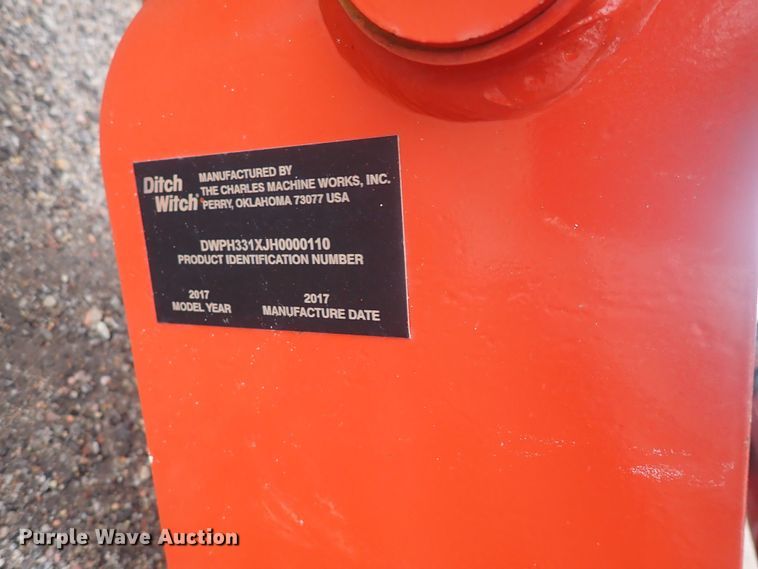 Ditch Witch®
MANUFACTURED BY
THE CHARLES MACHINE WORKS, INC.
PERRY, OKLAHOMA 73077 USA
DWPH331XJH0000110
PRODUCT IDENTIFICATION NUMBER
2017
MODEL YEAR
2017
MANUFACTURE DATE
Purple Wave Auction